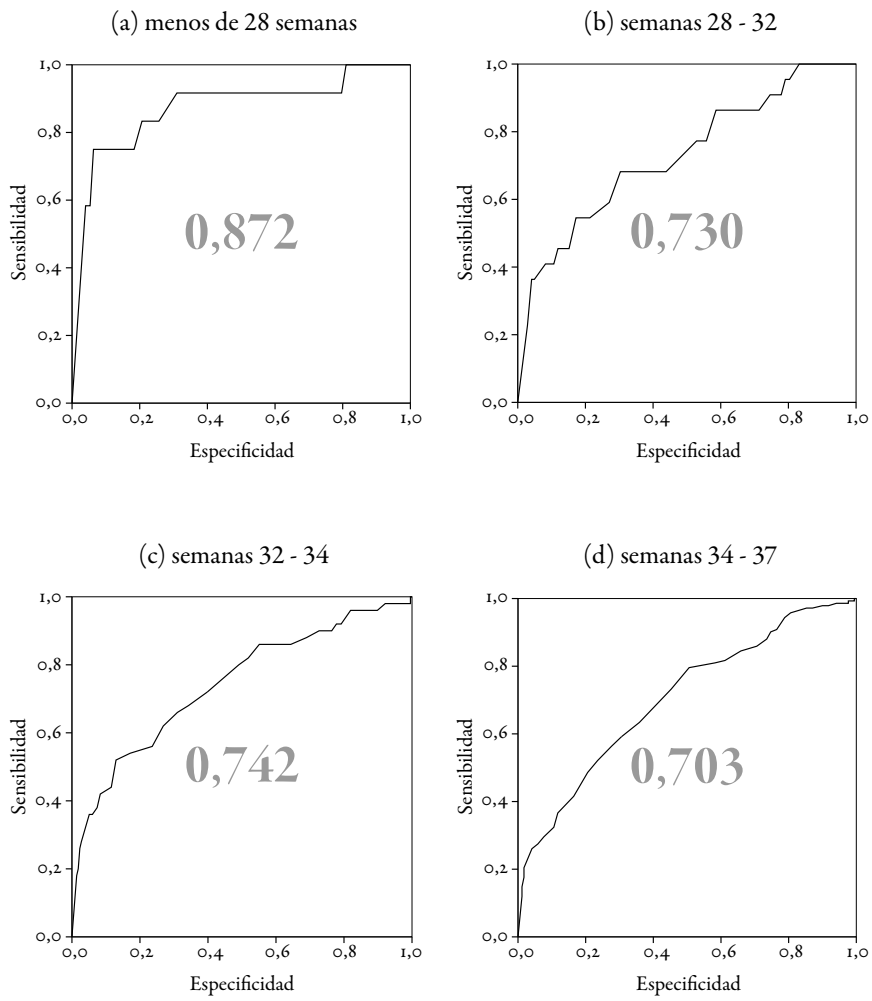 (a) menos de 28 semanas
1,0
0,8
0,6
0,4
0,2
0,0
Sensibilidad
0,872
0,0 0,2 0,4 0,6 0,8 1,0
Especificidad
(b) semanas 28 - 32
1,0
0,8
0,6
0,4
0,2
0,0
Sensibilidad
0,730
0,0 0,2 0,4 0,6 0,8 1,0
Especificidad
(c) semanas 32 - 34
1,0
0,8
0,6
0,4
0,2
0,0
Sensibilidad
0,742
0,0 0,2 0,4 0,6 0,8 1,0
Especificidad
(d) semanas 34 - 37
1,0
0,8
0,6
0,4
0,2
0,0
Sensibilidad
0,703
0,0 0,2 0,4 0,6 0,8 1,0
Especificidad